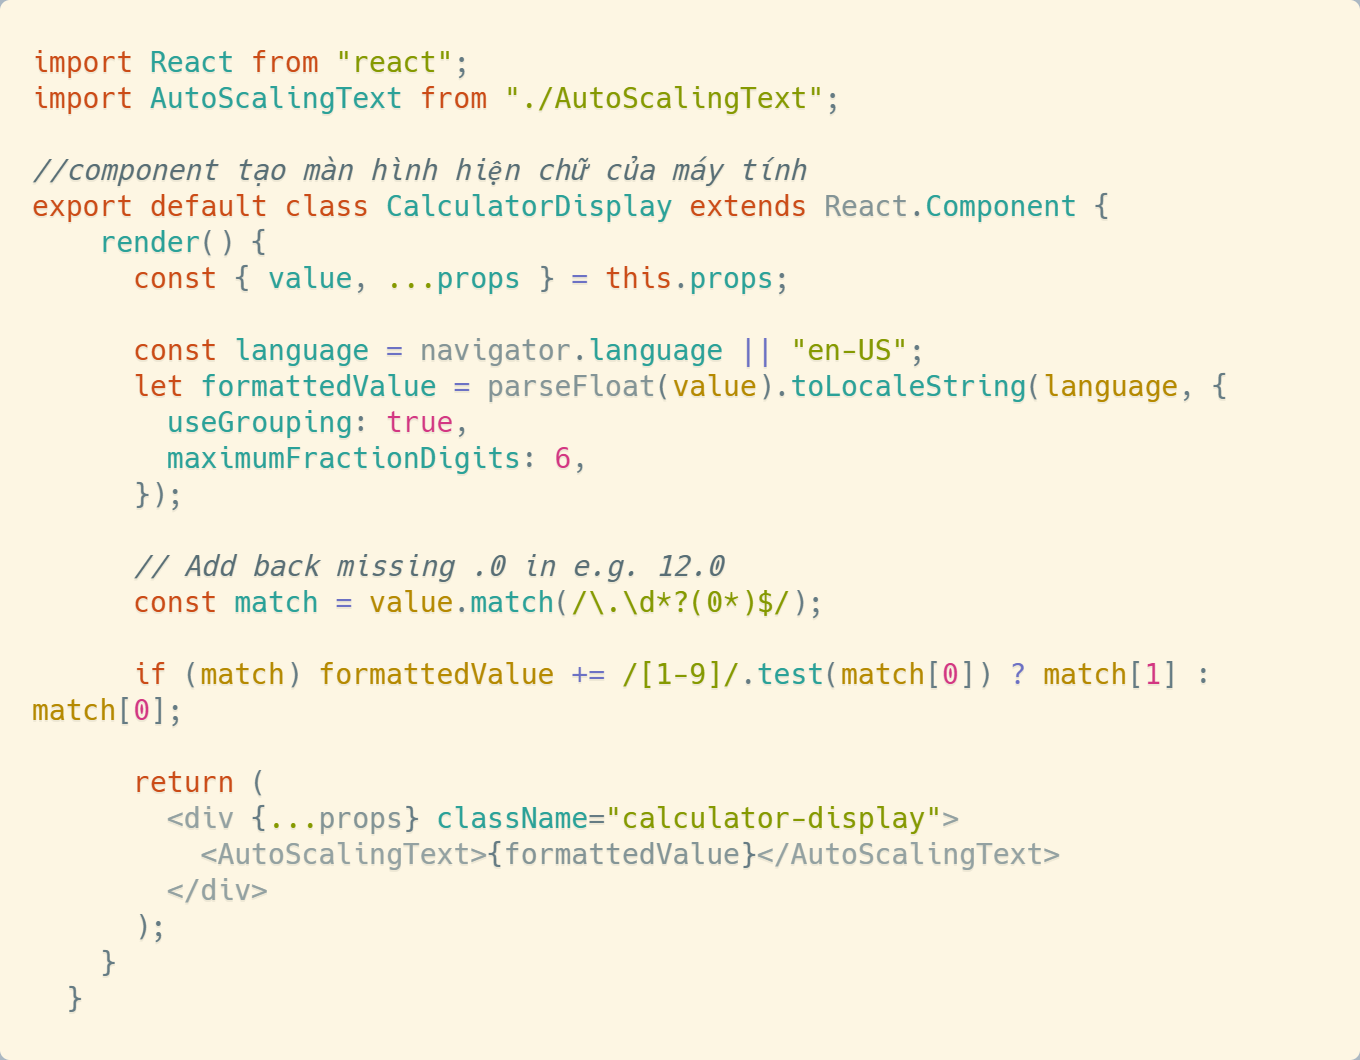 import React from "react";
import AutoScalingText from "./AutoScalingText";

//component tạo màn hình hiện chữ của máy tính
export default class CalculatorDisplay extends React.Component {
    render() {
      const { value, ...props } = this.props;

      const language = navigator.language || "en-US";
      let formattedValue = parseFloat(value).toLocaleString(language, {
        useGrouping: true,
        maximumFractionDigits: 6,
      });

      // Add back missing .0 in e.g. 12.0
      const match = value.match(/\.\d*?(0*)$/);

      if (match) formattedValue += /[1-9]/.test(match[0]) ? match[1] :
match[0];

      return (
        <div {...props} className="calculator-display">
          <AutoScalingText>{formattedValue}</AutoScalingText>
        </div>
      );
    }
  }